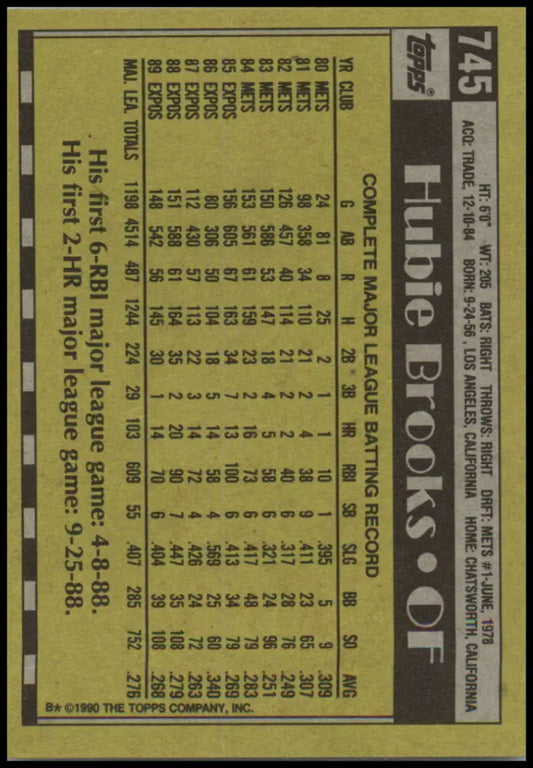 745
HT: 6'0" WT: 205 BATS: RIGHT THROWS: RIGHT DRFT: METS #1-JUNE, 1978
ACQ: TRADE, 12-10-84 BORN: 9-24-56, LOS ANGELES, CALIFORNIA HOME: CHATSWORTH, CALIFORNIA
Topps®
Hubie Brooks • OF
COMPLETE MAJOR LEAGUE BATTING RECORD
YR CLUB G AB R H 2B 3B HR RBI SB SLG BB SO AVG
80 METS 24 81 8 25 2 1 1 10 1 .395 5 9 .309
81 METS 98 358 34 110 21 2 4 38 9 .411 23 65 .307
82 METS 126 457 40 114 21 2 2 40 6 .317 28 76 .249
83 METS 150 586 53 147 18 4 5 58 6 .321 24 96 .251
84 METS 153 561 61 159 23 2 16 73 6 .417 48 79 .283
85 EXPOS 156 605 67 163 34 7 13 100 6 .413 34 79 .269
86 EXPOS 80 306 50 104 18 5 14 58 4 .569 25 60 .340
87 EXPOS 112 430 57 113 22 3 14 72 4 .426 24 72 .263
88 EXPOS 151 588 61 164 35 2 20 90 7 .447 35 108 .279
89 EXPOS 148 542 56 145 30 1 14 70 6 .404 39 108 .268
MAJ. LEA. TOTALS 1198 4514 487 1244 224 29 103 609 55 .407 285 752 .276
His first 6-RBI major league game: 4-8-88.
His first 2-HR major league game: 9-25-88.
B* ©1990 THE TOPPS COMPANY, INC.